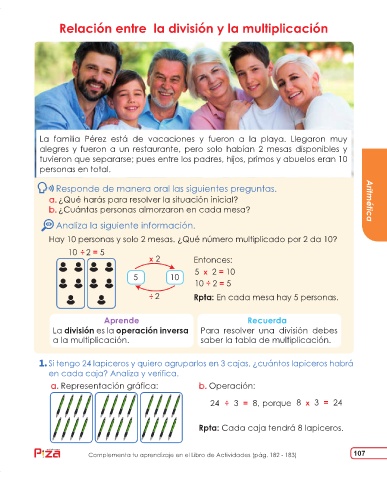 Relación entre la división y la multiplicación
La familia Pérez está de vacaciones y fueron a la playa. Llegaron muy
alegres y fueron a un restaurante, pero solo habían 2 mesas disponibles y
tuvieron que separarse; pues entre los padres, hijos, primos y abuelos eran 10
personas en total.
Responde de manera oral las siguientes preguntas.
a. ¿Qué harás para resolver la situación inicial?
b. ¿Cuántas personas almorzaron en cada mesa?
Analiza la siguiente información.
Hay 10 personas y solo 2 mesas. ¿Qué número multiplicado por 2 da 10?
10 ÷ 2 = 5
x 2
5 10
÷ 2
Entonces:
5 x 2 = 10
10 ÷ 2 = 5
Rpta: En cada mesa hay 5 personas.
Aprende
La división es la operación inversa
a la multiplicación.
Recuerda
Para resolver una división debes
saber la tabla de multiplicación.
1. Si tengo 24 lapiceros y quiero agruparlos en 3 cajas, ¿cuántos lapiceros habrá
en cada caja? Analiza y verifica.
a. Representación gráfica:
b. Operación:
24 ÷ 3 = 8, porque 8 x 3 = 24
Rpta: Cada caja tendrá 8 lapiceros.
Aritmética
Complementa tu aprendizaje en el Libro de Actividades (pág. 182 - 183)
107